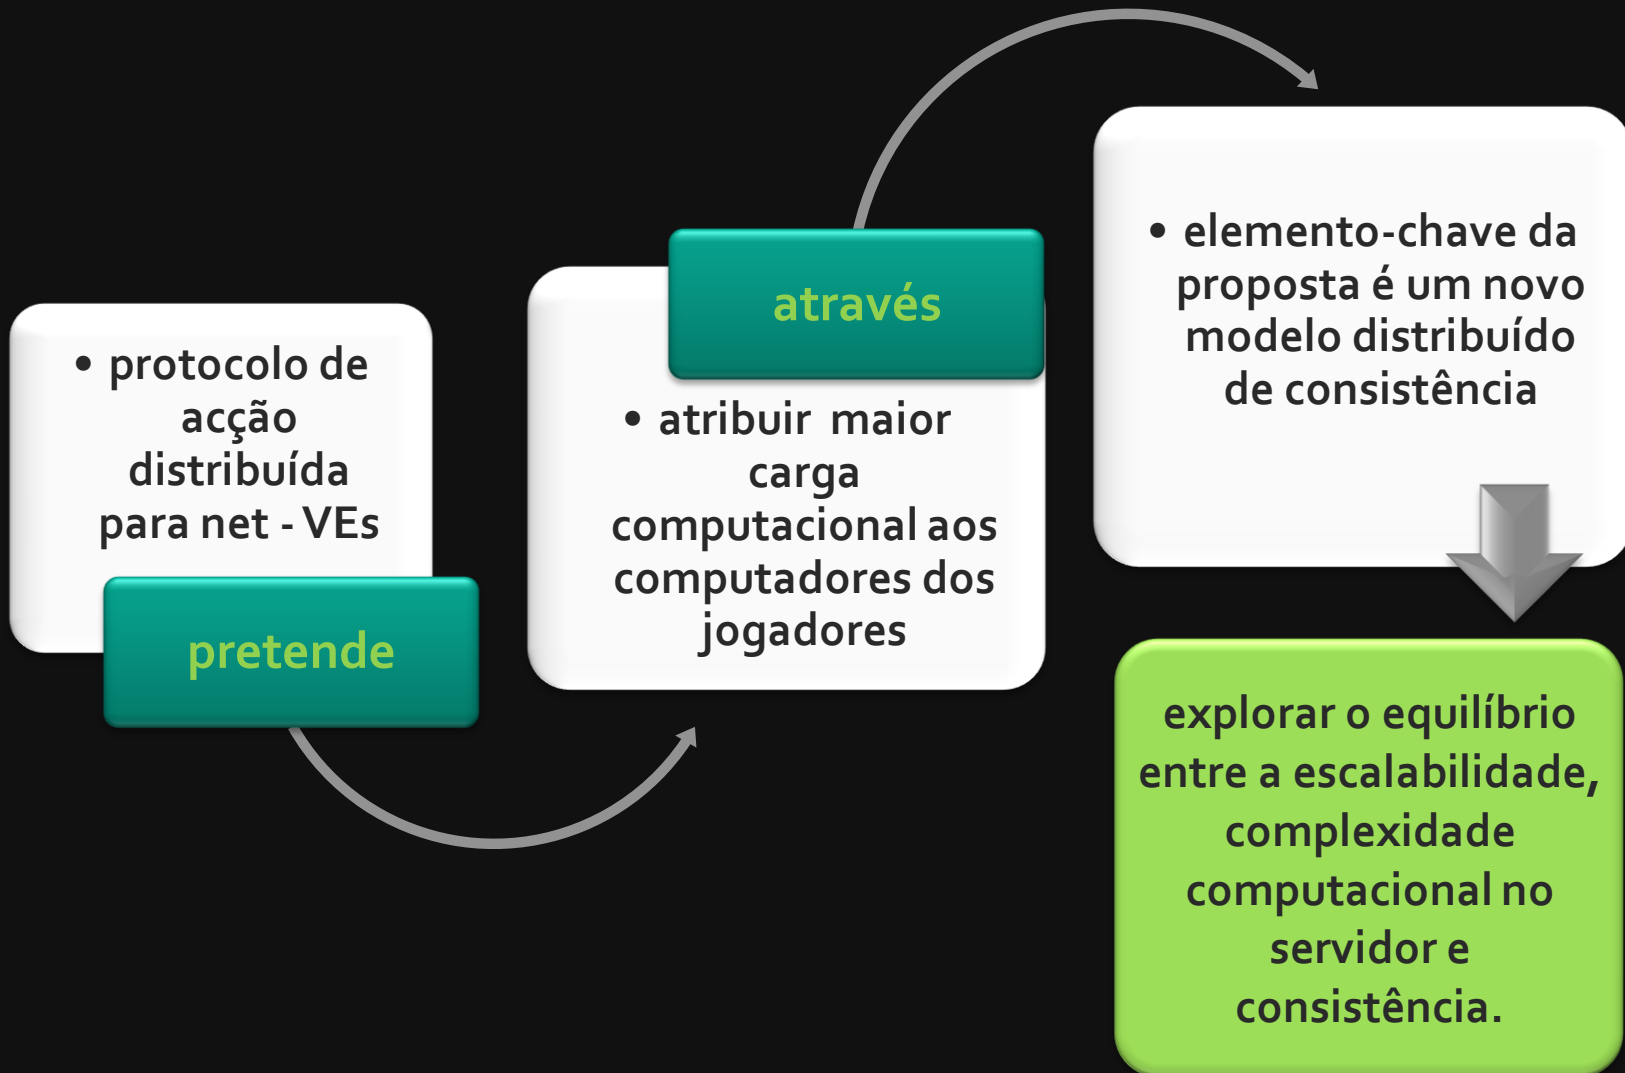 • protocolo de
acção
distribuída
para net - VEs
pretende
através
• atribuir maior
carga
computacional aos
computadores dos
jogadores
• elemento-chave da
proposta é um novo
modelo distribuído
de consistência
explorar o equilíbrio
entre a escalabilidade,
complexidade
computacional no
servidor e
consistência.